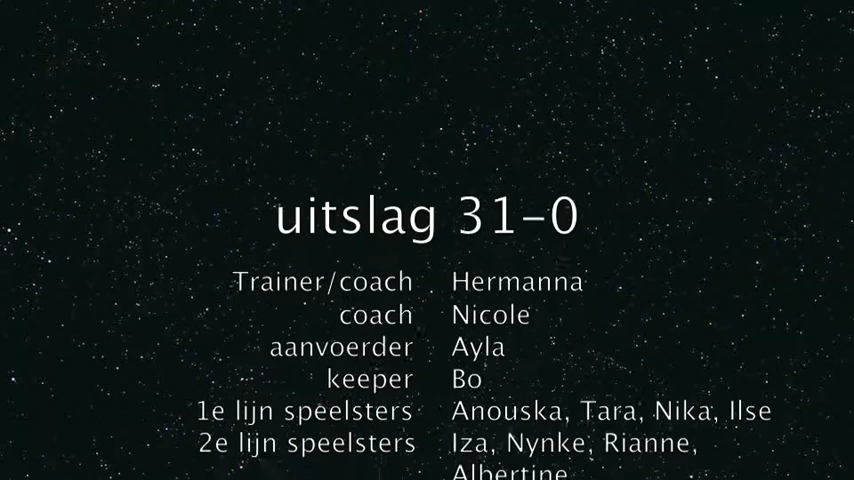 uitslag 31-0
Trainer/coach Hermanna
coach Nicole
aanvoerder Ayla
keeper Bo
1e lijn speelsters Anouska, Tara, Nika, Ilse
2e lijn speelsters Iza, Nynke, Rianne,
Albertine